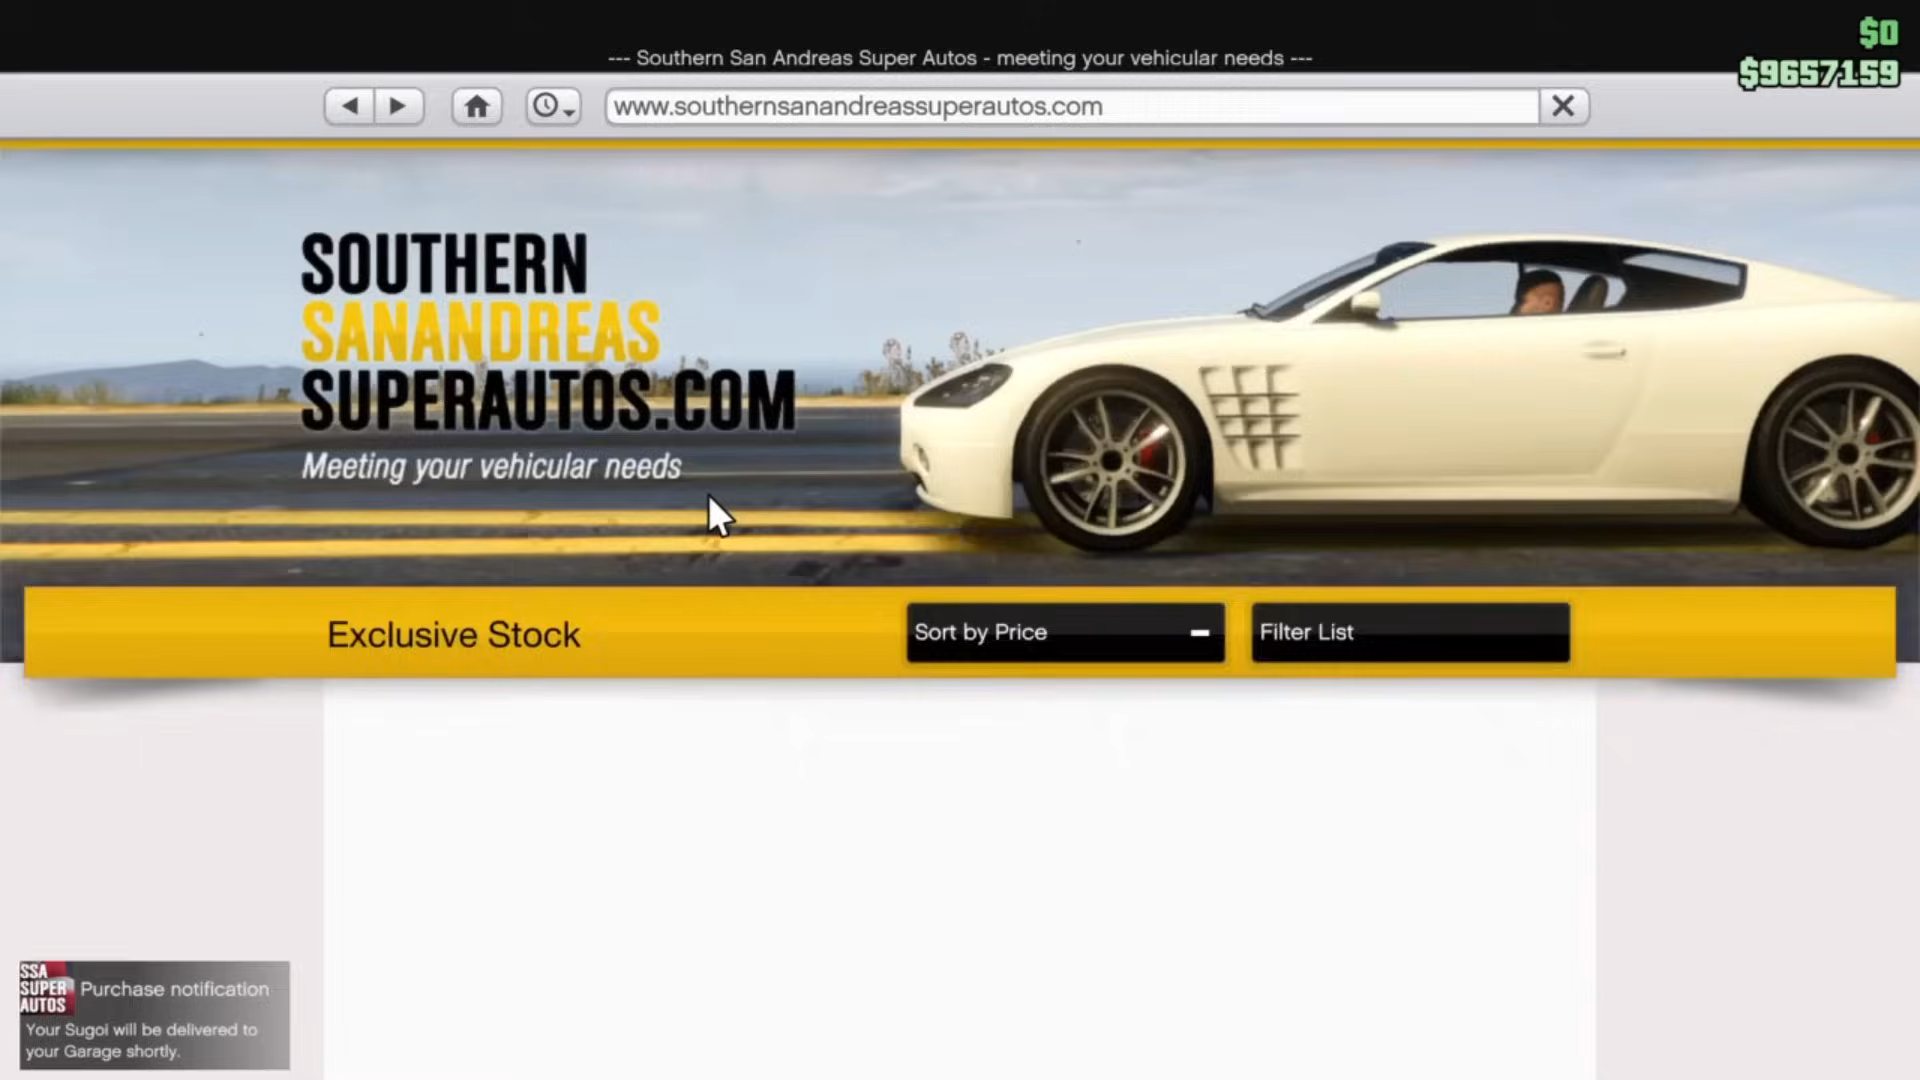 $0
--- Southern San Andreas Super Autos - meeting your vehicular needs ---
$9657159
www.southernsanandreassuperautos.com
SOUTHERN
SANANDREAS
SUPERAUTOS.COM
Meeting your vehicular needs
Exclusive Stock
Sort by Price
Filter List
SSA
SUPER
AUTOS
Purchase notification
Your Sugoi will be delivered to
your Garage shortly.